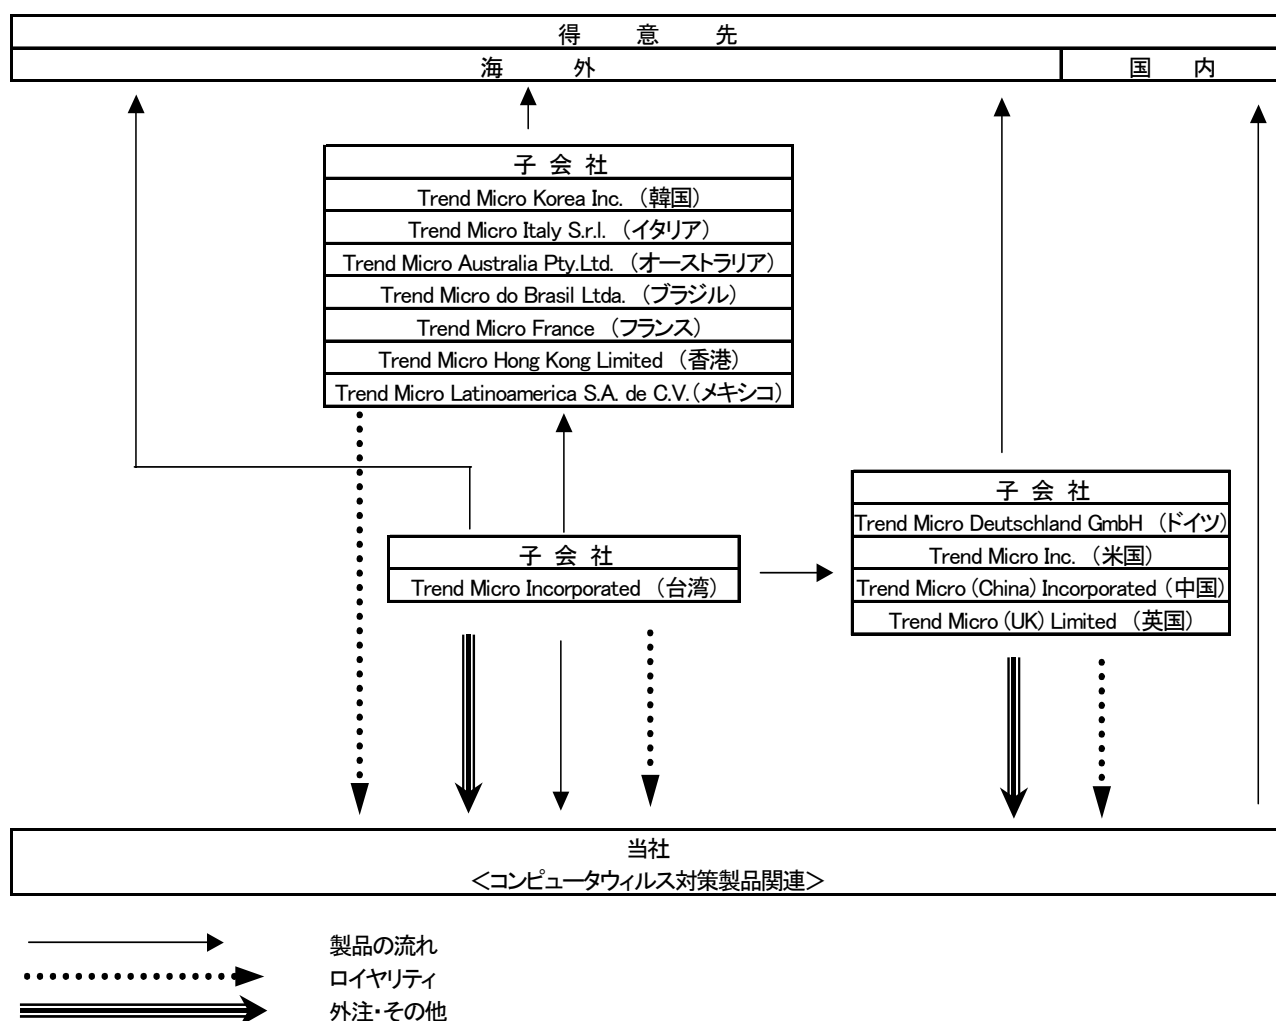 得意先
海外 国内
子会社
Trend Micro Korea Inc. （韓国）
Trend Micro Italy S.r.l. （イタリア）
Trend Micro Australia Pty.Ltd. （オーストラリア）
Trend Micro do Brasil Ltda. （ブラジル）
Trend Micro France （フランス）
Trend Micro Hong Kong Limited （香港）
Trend Micro Latinoamerica S.A. de C.V.（メキシコ）
子会社
Trend Micro Incorporated （台湾）
子会社
Trend Micro Deutschland GmbH （ドイツ）
Trend Micro Inc. （米国）
Trend Micro (China) Incorporated （中国）
Trend Micro (UK) Limited （英国）
当社
＜コンピュータウィルス対策製品関連＞
製品の流れ
ロイヤリティ
外注・その他